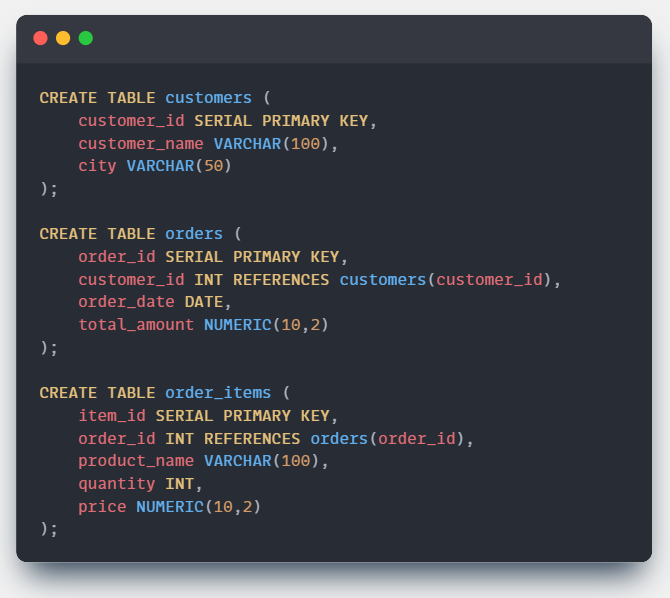 CREATE TABLE customers (
    customer_id SERIAL PRIMARY KEY,
    customer_name VARCHAR(100),
    city VARCHAR(50)
);

CREATE TABLE orders (
    order_id SERIAL PRIMARY KEY,
    customer_id INT REFERENCES customers(customer_id),
    order_date DATE,
    total_amount NUMERIC(10,2)
);

CREATE TABLE order_items (
    item_id SERIAL PRIMARY KEY,
    order_id INT REFERENCES orders(order_id),
    product_name VARCHAR(100),
    quantity INT,
    price NUMERIC(10,2)
);